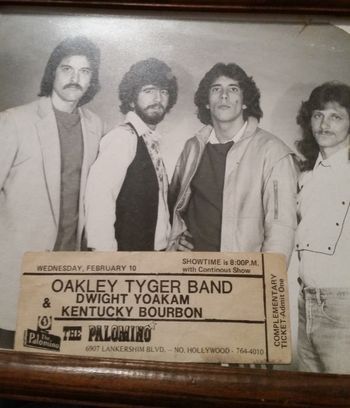 WEDNESDAY, FEBRUARY 10
SHOWTIME is 8:00P.M.
with Continous Show
OAKLEY TYGER BAND
DWIGHT YOAKAM
& KENTUCKY BOURBON
The Palomino
THE PALOMINO
6907 LANKERSHIM BLVD. – NO. HOLLYWOOD - 764-4010
COMPLEMENTARY
TICKET-Admit One